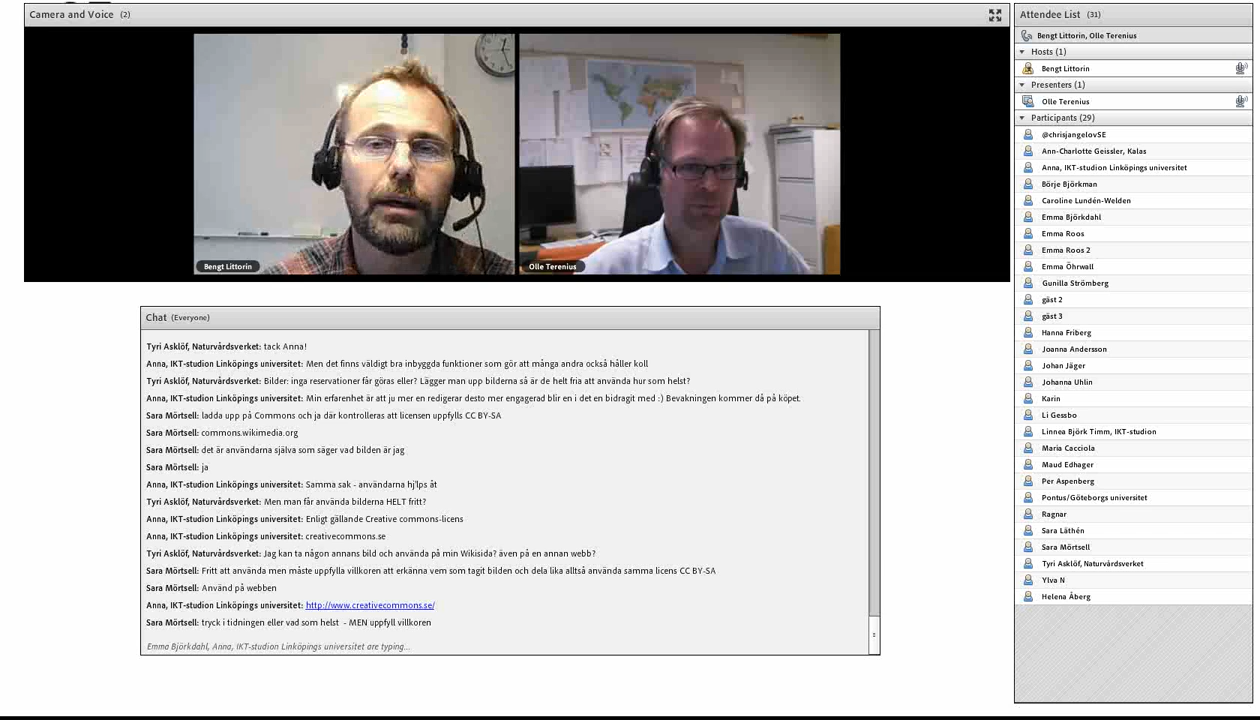 Camera and Voice (2)
Bengt Littorin
Olle Terenius
Chat (Everyone)
Tyri Asklöf, Naturvårdsverket: tack Anna!
Anna, IKT-studion Linköpings universitet: Men det finns väldigt bra inbyggda funktioner som gör att många andra också håller koll
Tyri Asklöf, Naturvårdsverket: Bilder: inga reservationer får göras eller? Lägger man upp bilderna så är de helt fria att använda hur som helst?
Anna, IKT-studion Linköpings universitet: Min erfarenhet är att ju mer en redigerar desto mer engagerad blir en i det en bidragit med :) Bevakningen kommer då på köpet.
Sara Mörtsell: ladda upp på Commons och ja där kontrolleras att licensen uppfylls CC BY-SA
Sara Mörtsell: commons.wikimedia.org
Sara Mörtsell: det är användarna själva som säger vad bilden är jag
Sara Mörtsell: ja
Anna, IKT-studion Linköpings universitet: Samma sak - användarna hj'lps åt
Tyri Asklöf, Naturvårdsverket: Men man får använda bilderna HELT fritt?
Anna, IKT-studion Linköpings universitet: Enligt gällande Creative commons-licens
Anna, IKT-studion Linköpings universitet: creativecommons.se
Tyri Asklöf, Naturvårdsverket: Jag kan ta någon annans bild och använda på min Wikisida? även på en annan webb?
Sara Mörtsell: Fritt att använda men måste uppfylla villkoren att erkänna vem som tagit bilden och dela lika alltså använda samma licens CC BY-SA
Sara Mörtsell: Använd på webben
Anna, IKT-studion Linköpings universitet: http://www.creativecommons.se/
Sara Mörtsell: tryck i tidningen eller vad som helst - MEN uppfyll villkoren
Emma Björkdahl, Anna, IKT-studion Linköpings universitet are typing...
Attendee List (31)
Bengt Littorin, Olle Terenius
Hosts (1)
Bengt Littorin
Presenters (1)
Olle Terenius
Participants (29)
@chrisjangelovSE
Ann-Charlotte Geissler, Kalas
Anna, IKT-studion Linköpings universitet
Börje Björkman
Caroline Lundén-Welden
Emma Björkdahl
Emma Roos
Emma Roos 2
Emma Öhrwall
Gunilla Strömberg
gäst 2
gäst 3
Hanna Friberg
Joanna Andersson
Johan Jäger
Johanna Uhlin
Karin
Li Gessbo
Linnea Björk Timm, IKT-studion
Maria Cacciola
Maud Edhager
Per Aspenberg
Pontus/Göteborgs universitet
Ragnar
Sara Låthén
Sara Mörtsell
Tyri Asklöf, Naturvårdsverket
Ylva N
Helena Åberg